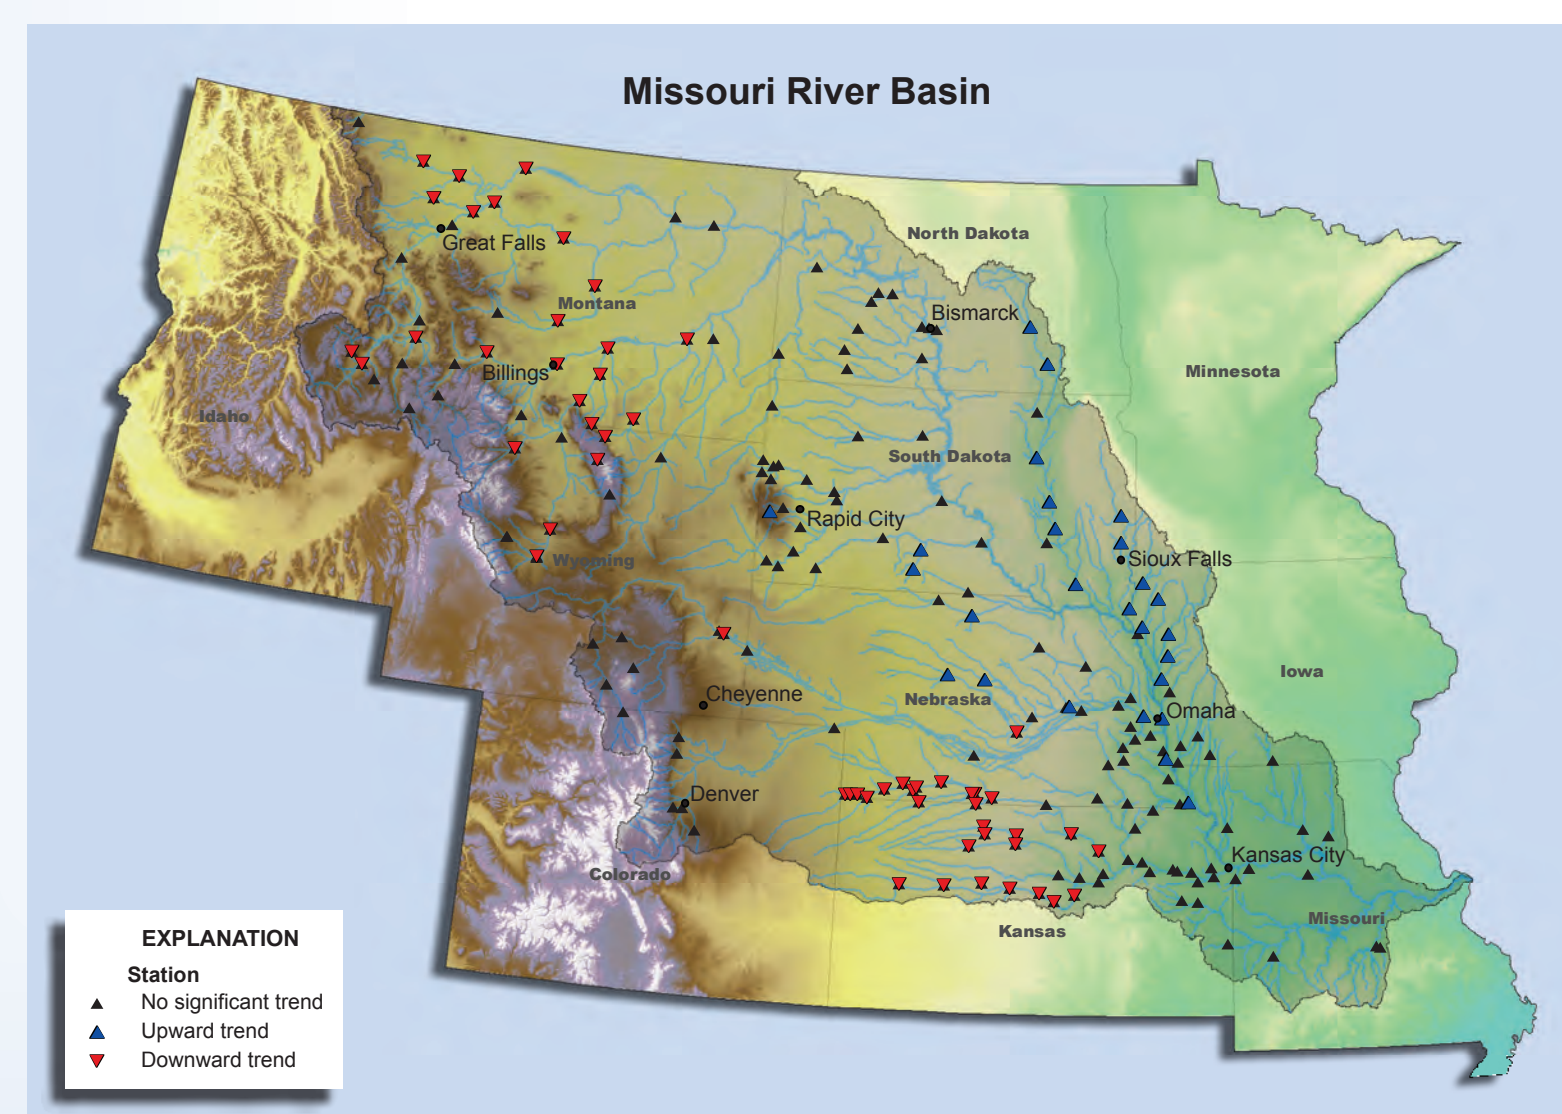 Missouri River Basin
North Dakota
Great Falls
Montana
Bismarck
Minnesota
Billings
Idaho
South Dakota
Rapid City
Wyoming
Sioux Falls
Iowa
Cheyenne
Nebraska
Omaha
Denver
Kansas City
Colorado
Missouri
Kansas
EXPLANATION
Station
No significant trend
Upward trend
Downward trend